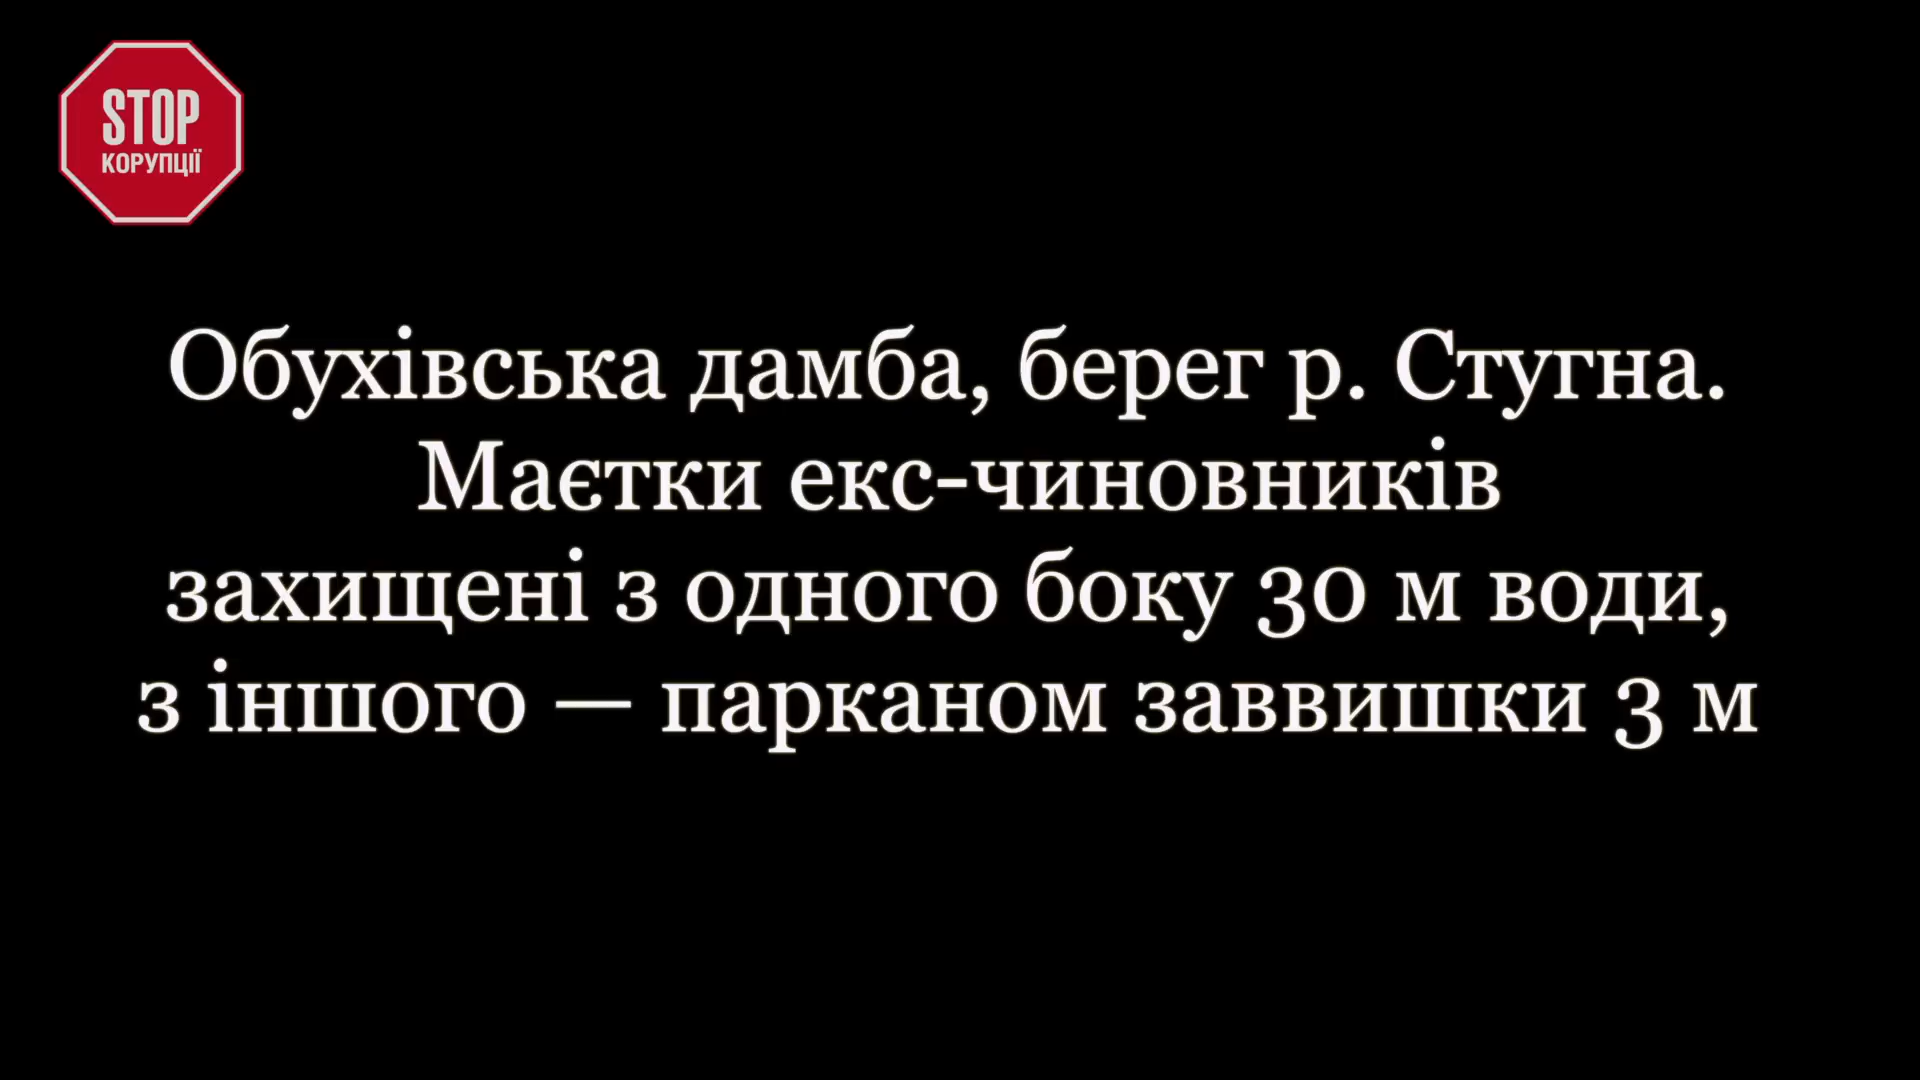 STOP
КОРУПЦІЇ
Обухівська дамба, берег р. Стугна.
Маєтки екс-чиновників
захищені з одного боку 30 м води,
з іншого — парканом заввишки 3 м